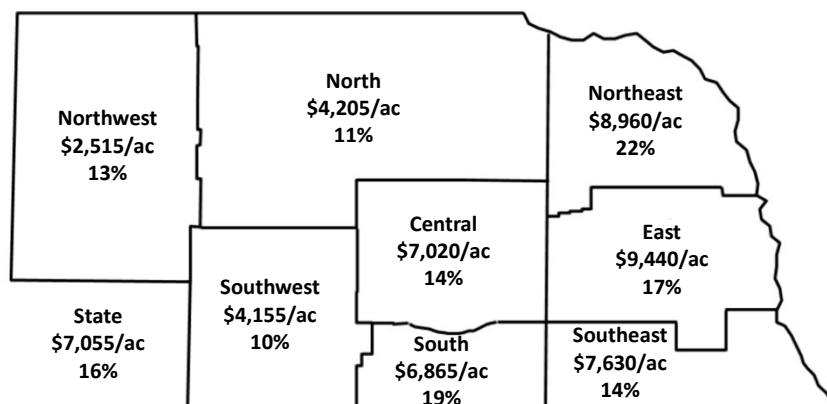 Northwest
$2,515/ac
13%
North
$4,205/ac
11%
Northeast
$8,960/ac
22%
Central
$7,020/ac
14%
East
$9,440/ac
17%
State
$7,055/ac
16%
Southwest
$4,155/ac
10%
South
$6,865/ac
19%
Southeast
$7,630/ac
14%